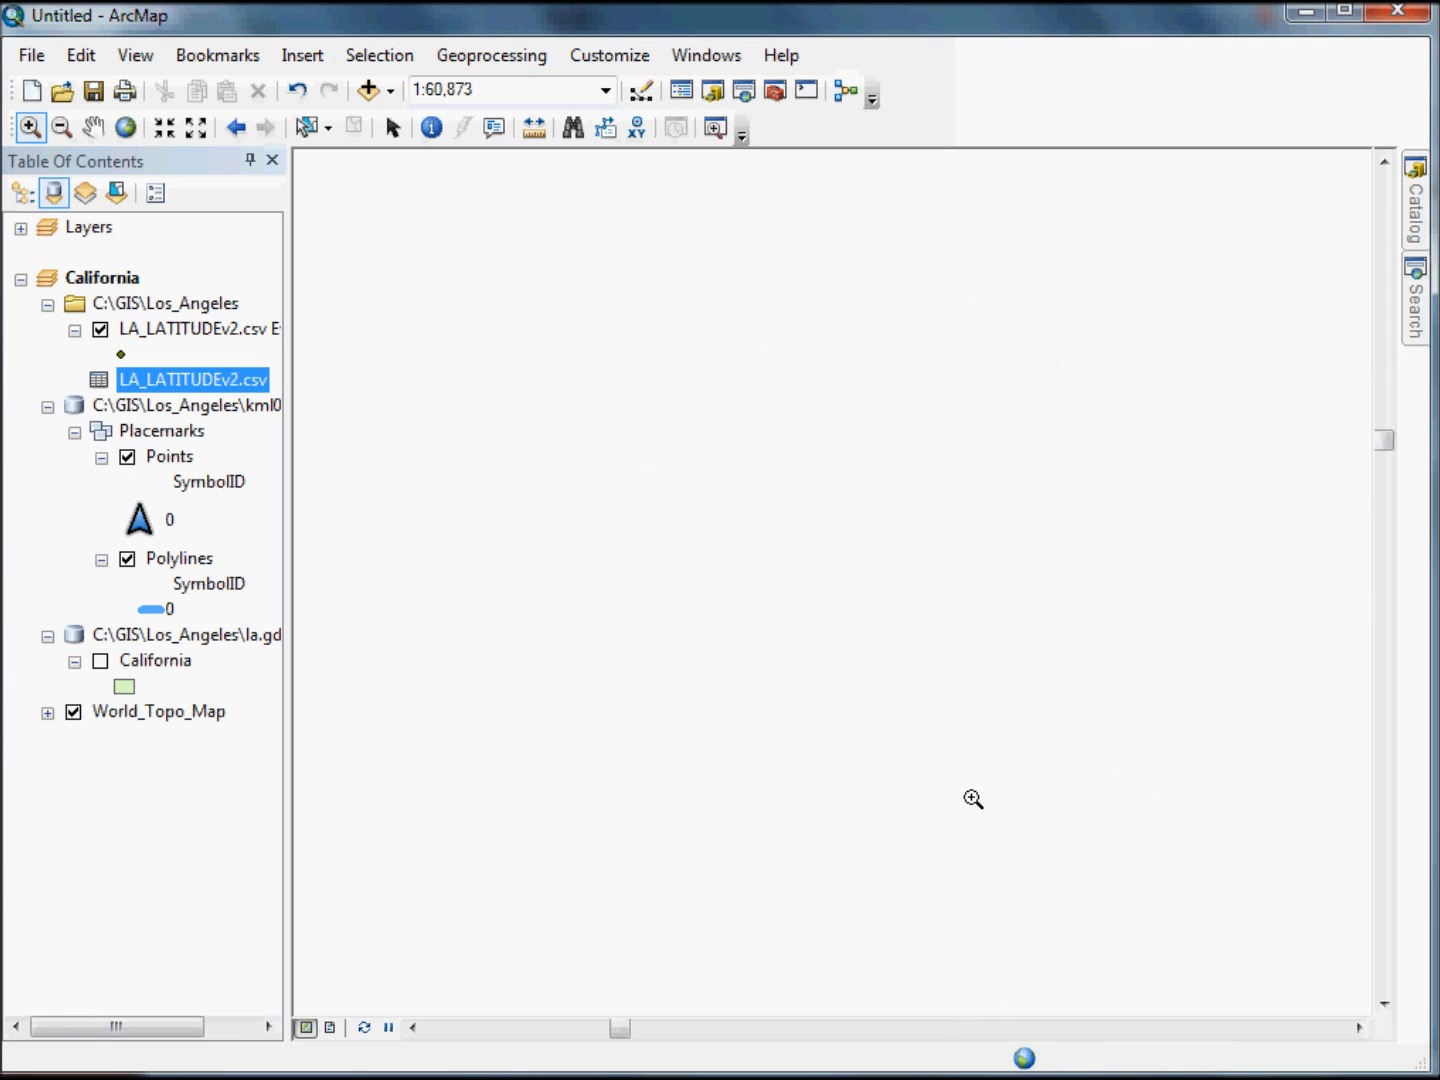 Untitled - ArcMap
File Edit View Bookmarks Insert Selection Geoprocessing Customize Windows Help
1:60,873
XY
Table Of Contents
Layers
California
C:\GIS\Los_Angeles
LA_LATITUDEv2.csv E
LA_LATITUDEv2.csv
C:\GIS\Los_Angeles\kml0
Placemarks
Points
SymbolID
0
Polylines
SymbolID
0
C:\GIS\Los_Angeles\la.gd
California
World_Topo_Map
Catalog
Search